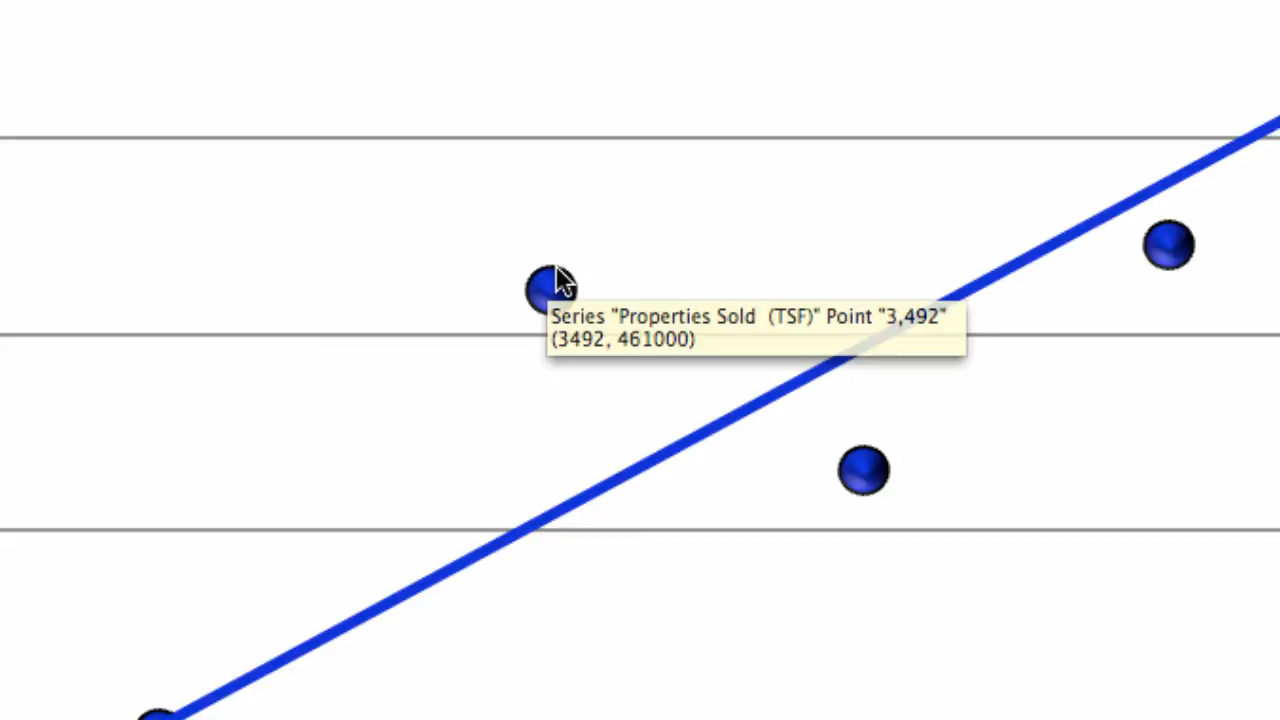 Series "Properties Sold  (TSF)" Point "3,492"
(3492, 461000)